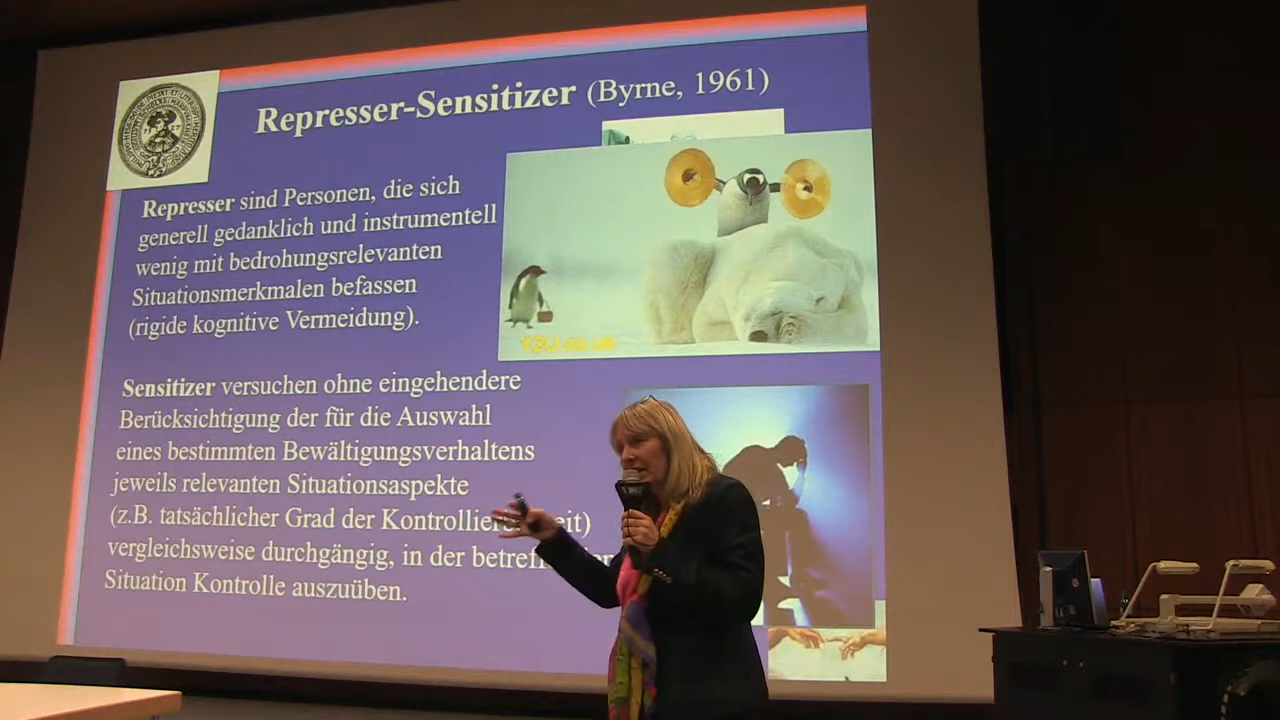 Represser-Sensitizer (Byrne, 1961)
Represser sind Personen, die sich
generell gedanklich und instrumentell
wenig mit bedrohungsrelevanten
Situationsmerkmalen befassen
(rigide kognitive Vermeidung).
Y2U.co.uk
Sensitizer versuchen ohne eingehendere
Berücksichtigung der für die Auswahl
eines bestimmten Bewältigungsverhaltens
jeweils relevanten Situationsaspekte
(z.B. tatsächlicher Grad der
vergleichsweise durchgängig, in der
Situation Kontrolle auszuüben.